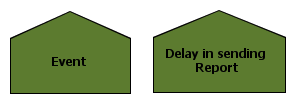 Event
Delay in sending
Report